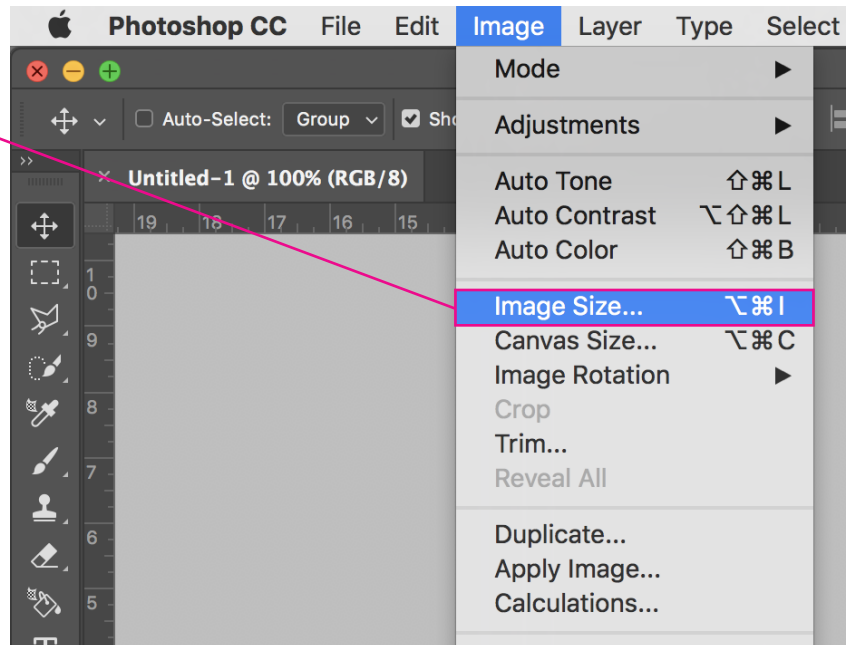 Photoshop CC File Edit Image Layer Type Select
Auto-Select: Group Sho
Untitled-1 @ 100% (RGB/8)
19 18 17 16 15
10
9
8
7
6
5
Mode
Adjustments
Auto Tone ⇧⌘L
Auto Contrast ⌥⇧⌘L
Auto Color ⇧⌘B
Image Size... ⌥⌘I
Canvas Size... ⌥⌘C
Image Rotation
Crop
Trim...
Reveal All
Duplicate...
Apply Image...
Calculations...